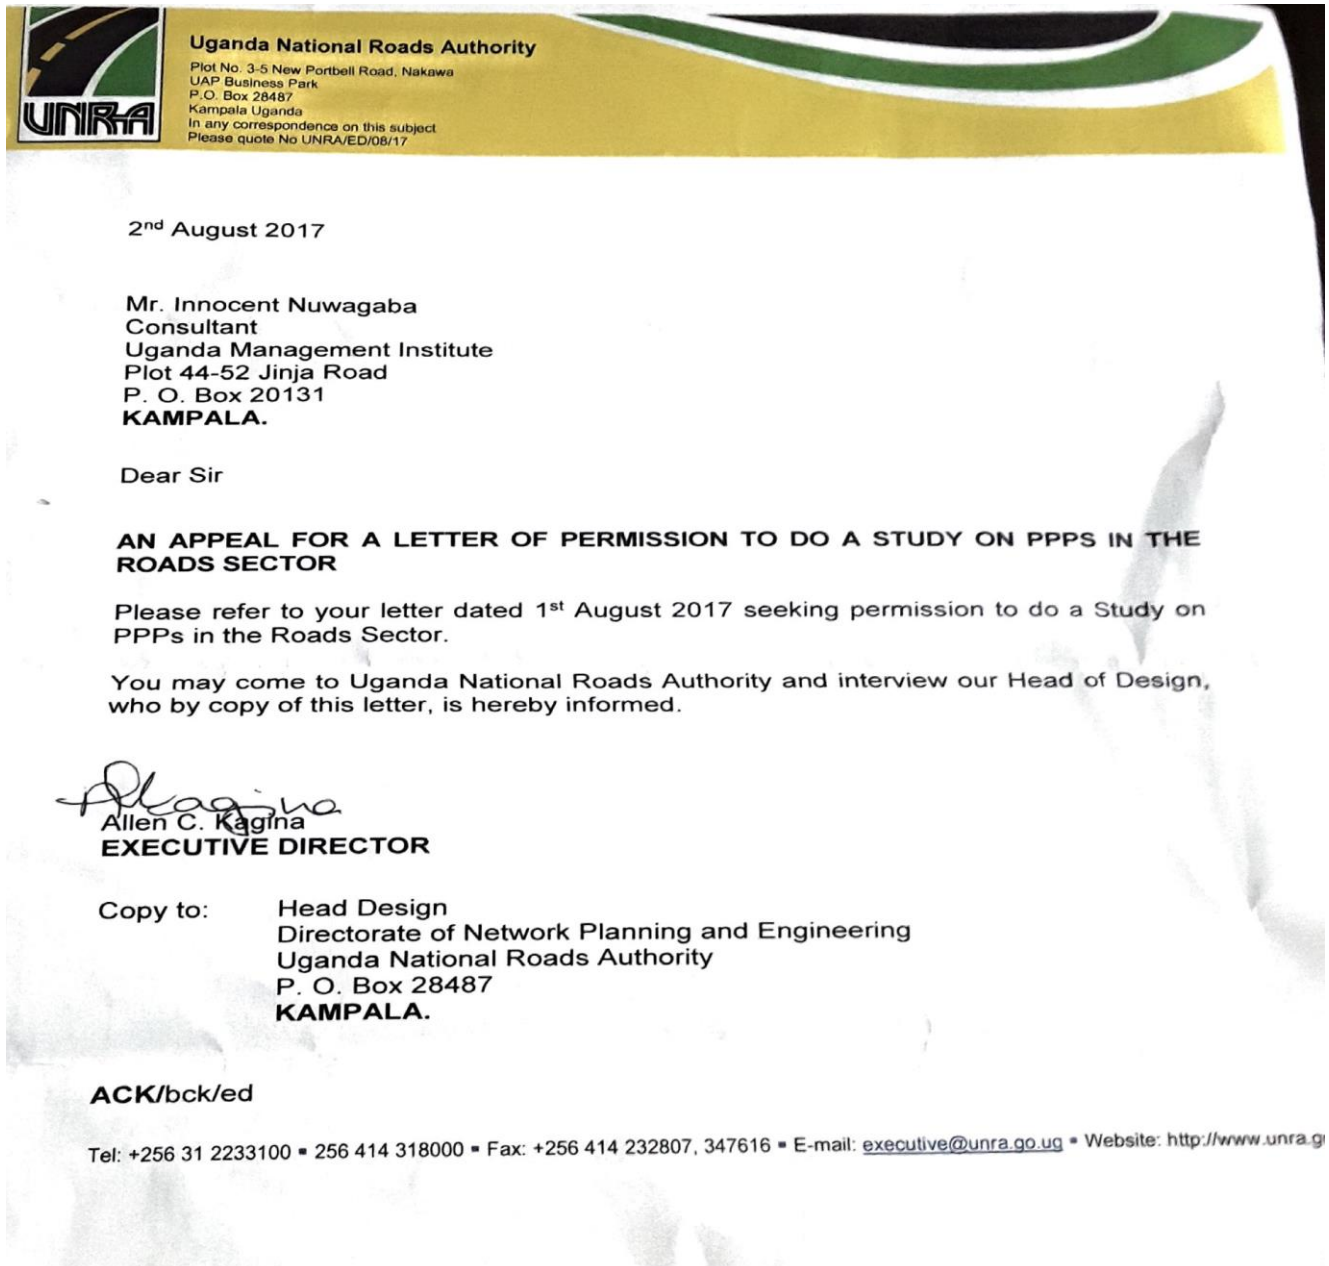 UNRA
Uganda National Roads Authority
Plot No. 3-5 New Portbell Road, Nakawa
UAP Business Park
P.O. Box 28487
Kampala Uganda
In any correspondence on this subject
Please quote No UNRA/ED/08/17
2nd August 2017
Mr. Innocent Nuwagaba
Consultant
Uganda Management Institute
Plot 44-52 Jinja Road
P. O. Box 20131
KAMPALA.
Dear Sir
AN APPEAL FOR A LETTER OF PERMISSION TO DO A STUDY ON PPPS IN THE
ROADS SECTOR
Please refer to your letter dated 1st August 2017 seeking permission to do a Study on
PPPs in the Roads Sector.
You may come to Uganda National Roads Authority and interview our Head of Design,
who by copy of this letter, is hereby informed.
AKagina
Allen C. Kagina
EXECUTIVE DIRECTOR
Copy to: Head Design
Directorate of Network Planning and Engineering
Uganda National Roads Authority
P. O. Box 28487
KAMPALA.
ACK/bck/ed
Tel: +256 31 2233100 ▪ 256 414 318000 ▪ Fax: +256 414 232807, 347616 ▪ E-mail: executive@unra.go.ug ▪ Website: http://www.unra.g